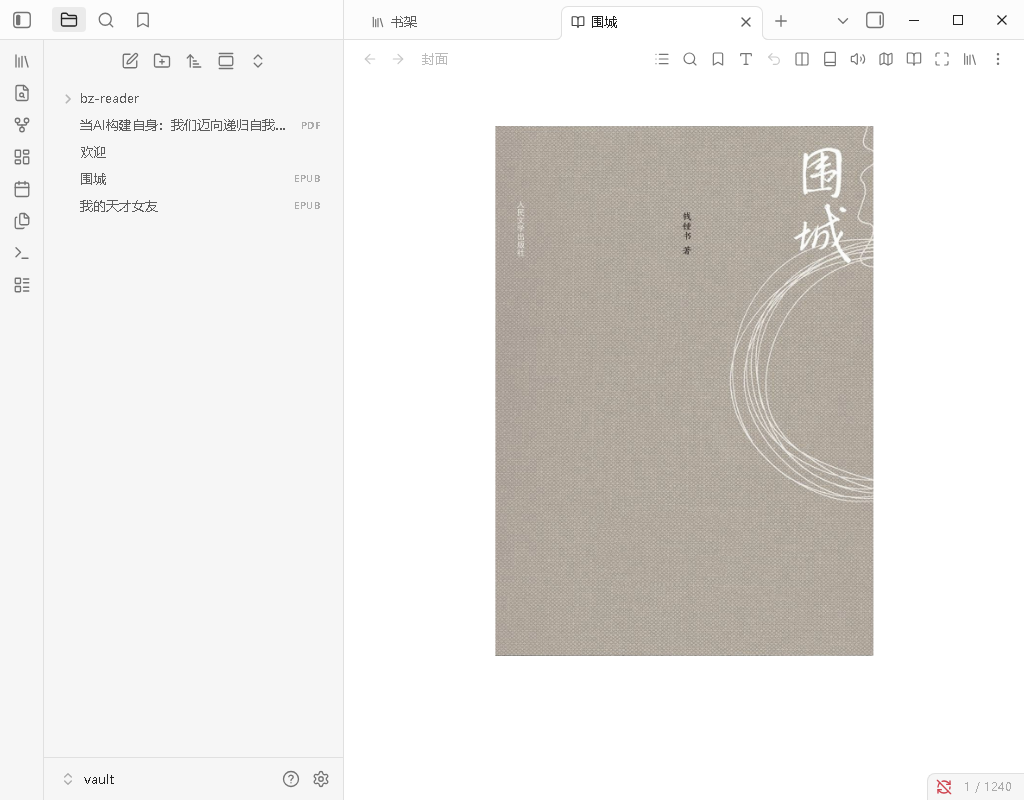 书架
围城
封面
bz-reader
当AI构建自身：我们迈向递归自我... PDF
欢迎
围城 EPUB
我的天才女友 EPUB
围城
钱锺书 著
人民文学出版社
vault
1 / 1240